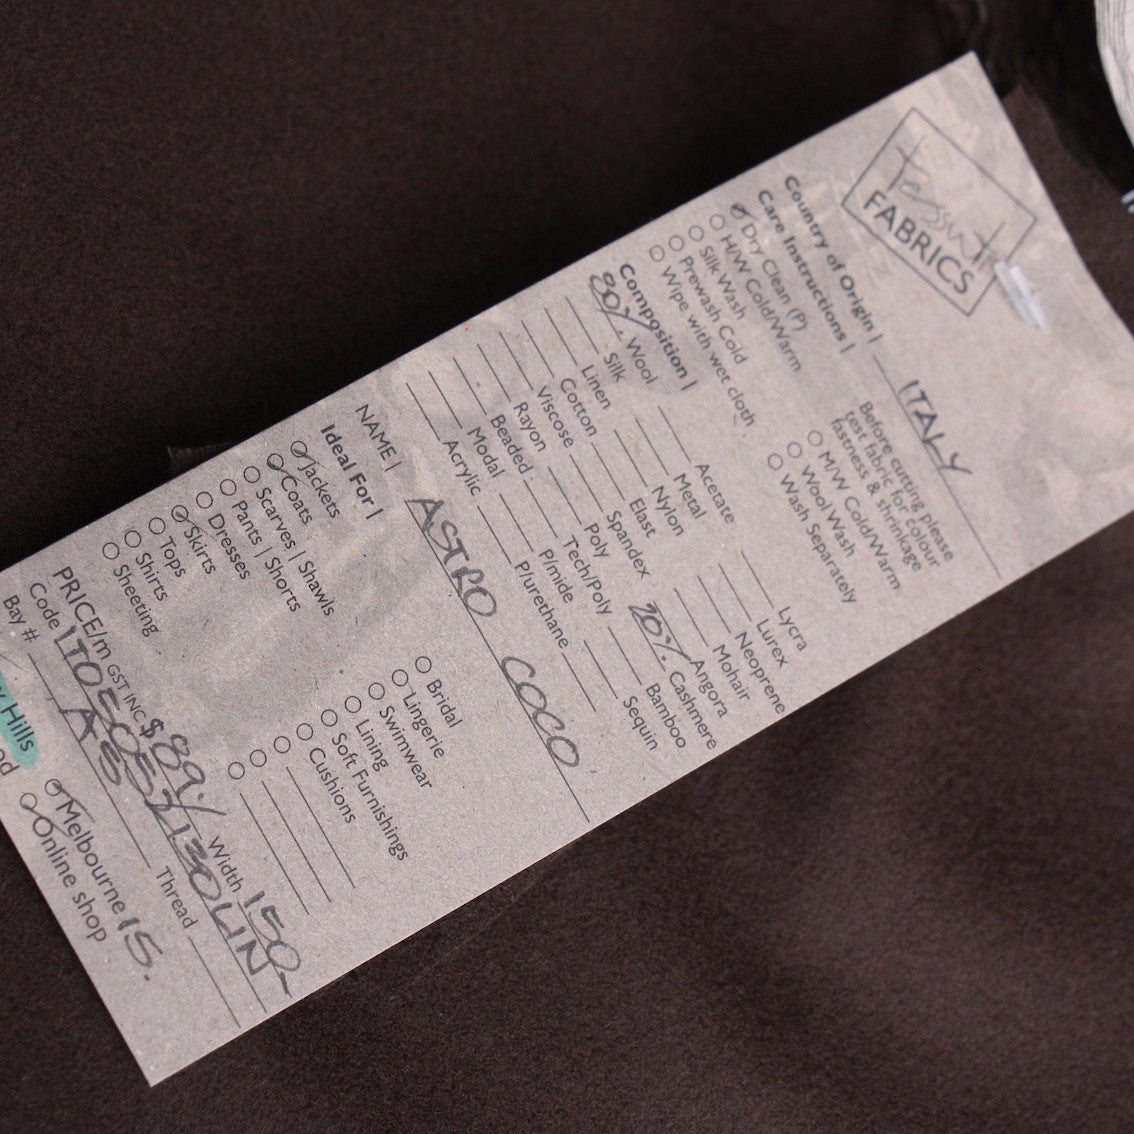 tessuti
FABRICS
Country of Origin | ITALY
Care Instructions |
Before cutting please
test fabric for colour
fastness & shrinkage
Dry Clean (P)
H/W Cold/Warm
Silk Wash
Prewash Cold
Wipe with wet cloth
M/W Cold/Warm
Wool Wash
Wash Separately
Composition |
80% Wool
Silk
Linen
Cotton
Viscose
Rayon
Beaded
Modal
Acrylic
Acetate
Metal
Nylon
Elast
Spandex
Poly
Tech/Poly
P/mide
P/urethane
Lycra
Lurex
Neoprene
Mohair
Angora
20% Cashmere
Bamboo
Sequin
NAME | ASTRO COCO
Ideal For |
Jackets
Coats
Scarves | Shawls
Pants | Shorts
Dresses
Skirts
Tops
Shirts
Sheeting
Bridal
Lingerie
Swimwear
Lining
Soft Furnishings
Cushions
PRICE/m GST INC $89% Width 150-
Code
Bay # A8 Thread
Hills
Melbourne 15.
Online shop